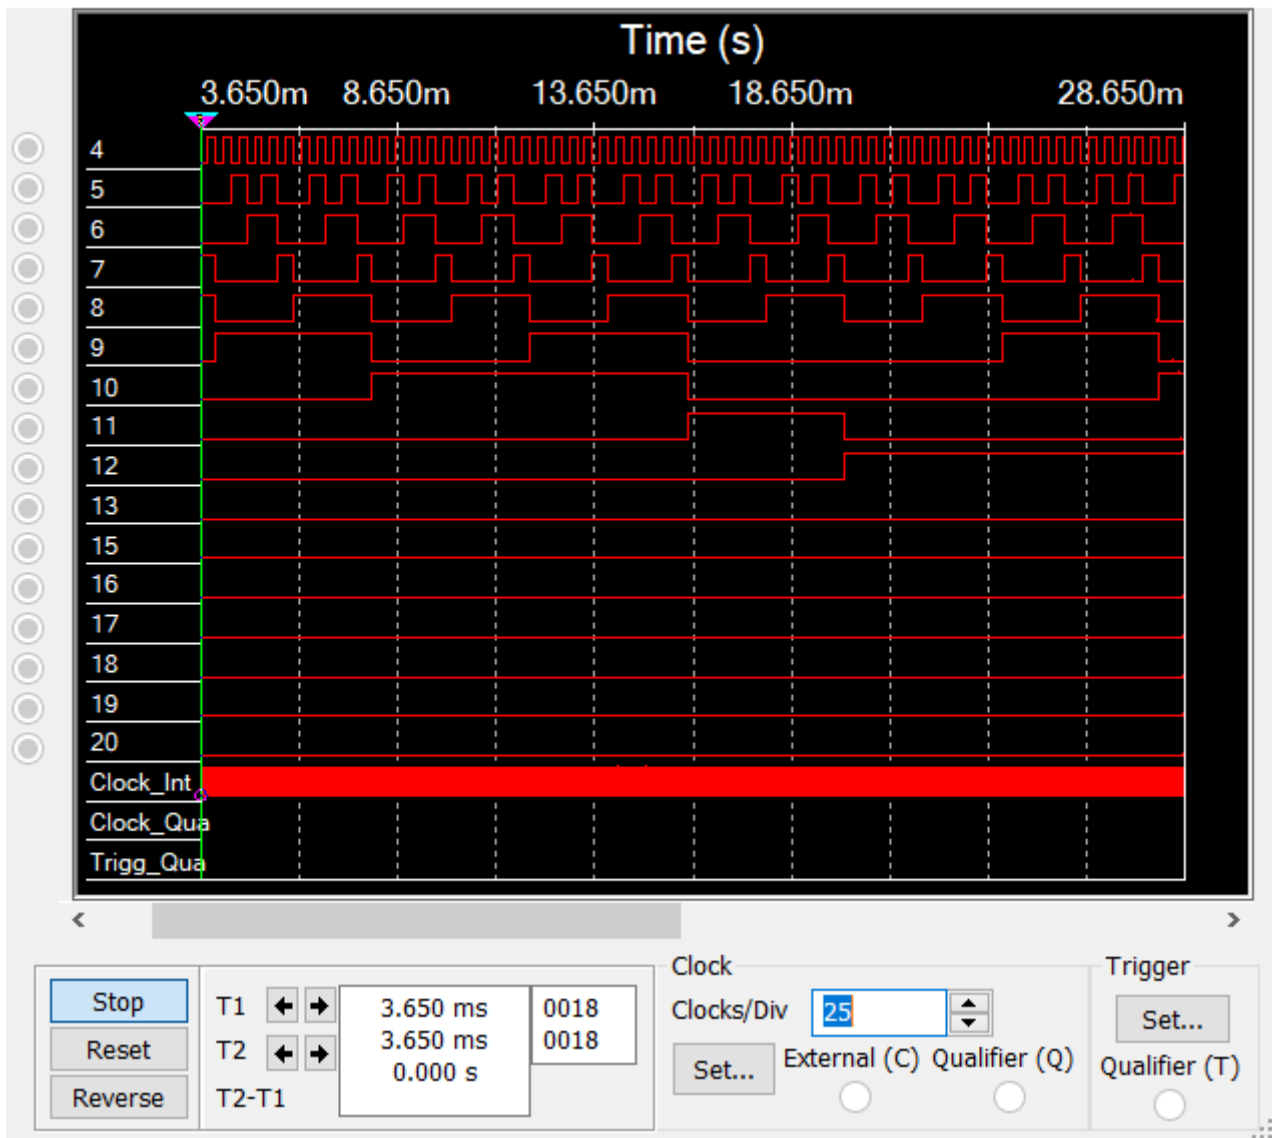 Time (s)
3.650m 8.650m 13.650m 18.650m 28.650m
4
5
6
7
8
9
10
11
12
13
15
16
17
18
19
20
Clock_Int
Clock_Qua
Trigg_Qua
Stop
Reset
Reverse
T1
T2
T2-T1
3.650 ms
3.650 ms
0.000 s
0018
0018
Clock
Clocks/Div 25
Set...
External (C) Qualifier (Q)
Trigger
Set...
Qualifier (T)